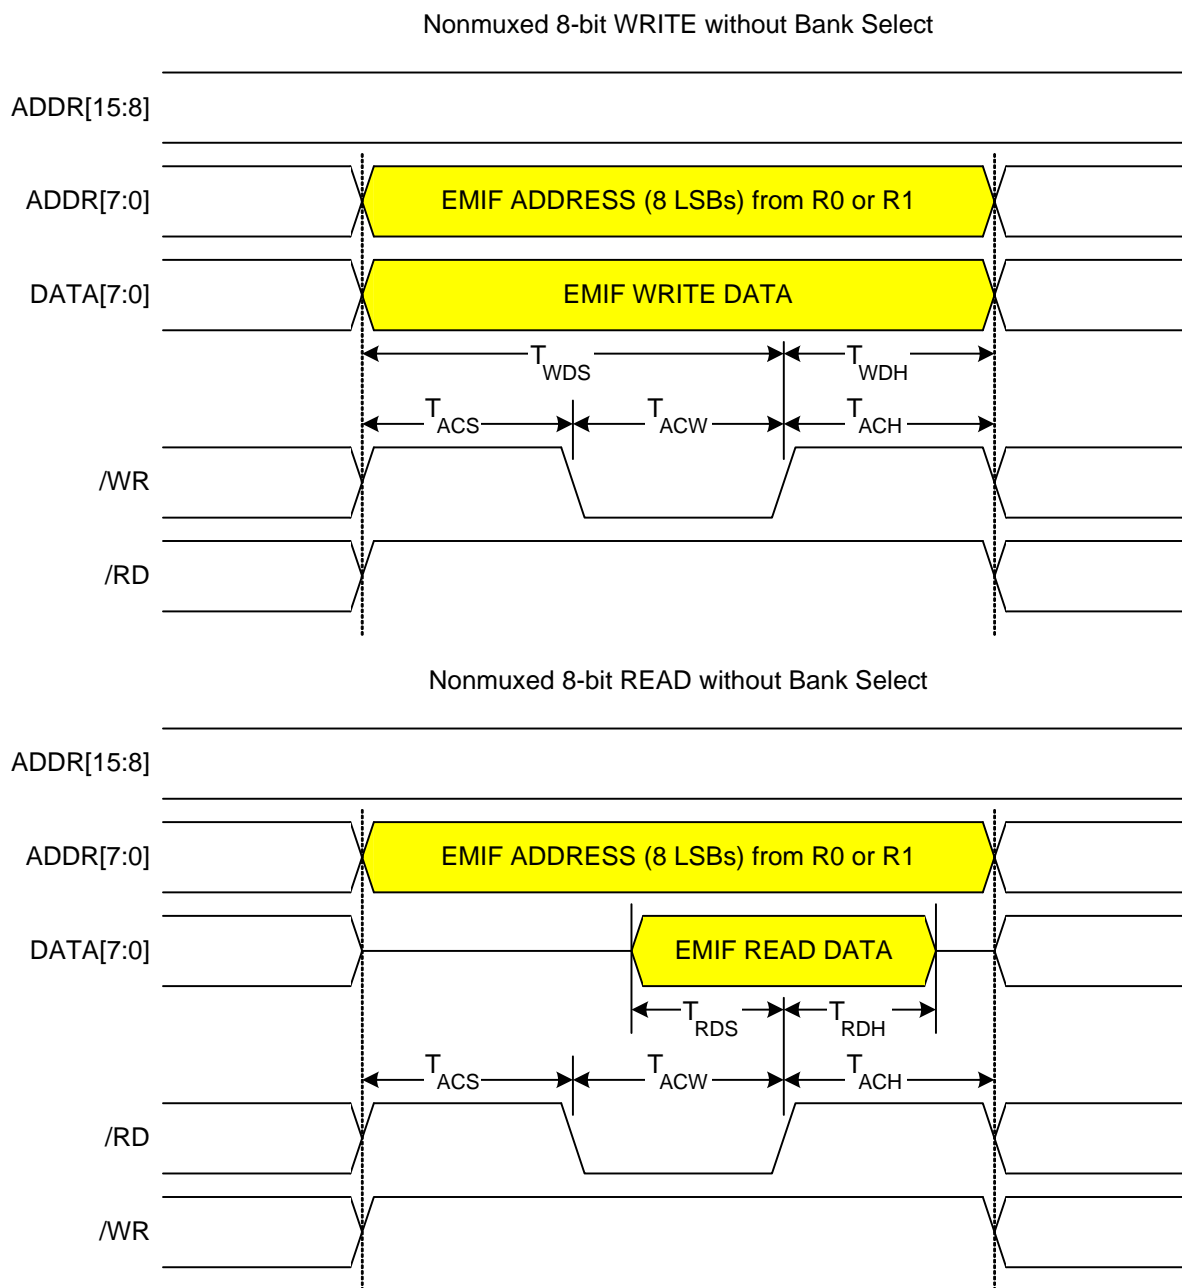 Nonmuxed 8-bit WRITE without Bank Select
ADDR[15:8]
ADDR[7:0]
EMIF ADDRESS (8 LSBs) from R0 or R1
DATA[7:0]
EMIF WRITE DATA
TWDS TWDH
TACS TACW TACH
/WR
/RD
Nonmuxed 8-bit READ without Bank Select
ADDR[15:8]
ADDR[7:0]
EMIF ADDRESS (8 LSBs) from R0 or R1
DATA[7:0]
EMIF READ DATA
TRDS TRDH
TACS TACW TACH
/RD
/WR